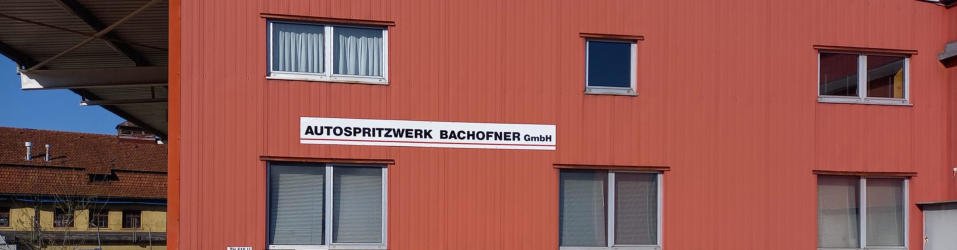 AUTOSPRITZWERK BACHOFNER GmbH